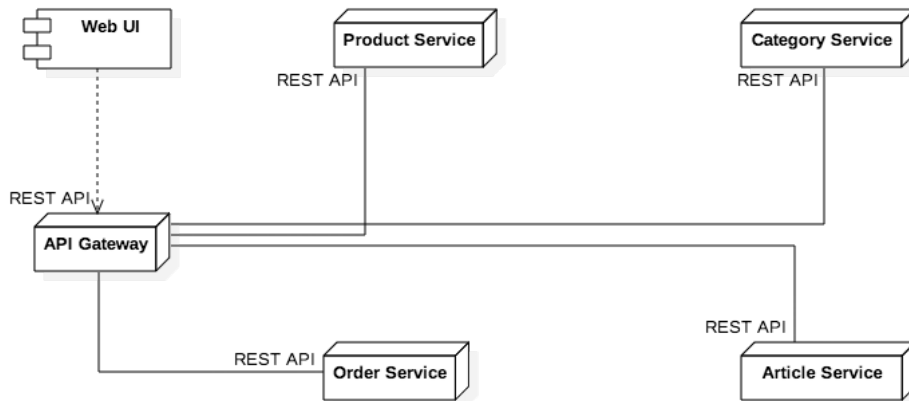 Web UI
Product Service
Category Service
REST API
REST API
REST API
API Gateway
REST API
REST API
Order Service
Article Service